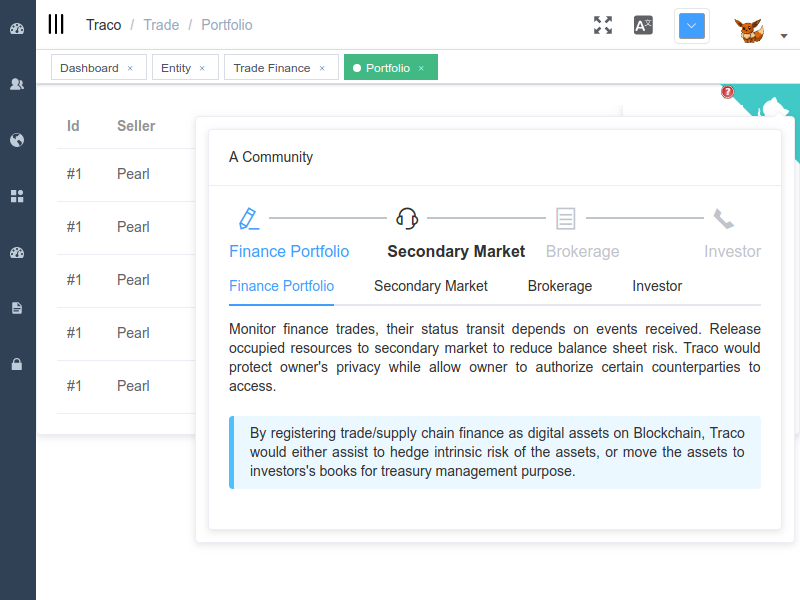 Traco / Trade / Portfolio
Dashboard × Entity × Trade Finance × Portfolio ×
Id Seller
#1 Pearl
#1 Pearl
#1 Pearl
#1 Pearl
#1 Pearl
A Community
Finance Portfolio Secondary Market Brokerage Investor
Finance Portfolio Secondary Market Brokerage Investor
Monitor finance trades, their status transit depends on events received. Release
occupied resources to secondary market to reduce balance sheet risk. Traco would
protect owner's privacy while allow owner to authorize certain counterparties to
access.
By registering trade/supply chain finance as digital assets on Blockchain, Traco
would either assist to hedge intrinsic risk of the assets, or move the assets to
investors's books for treasury management purpose.